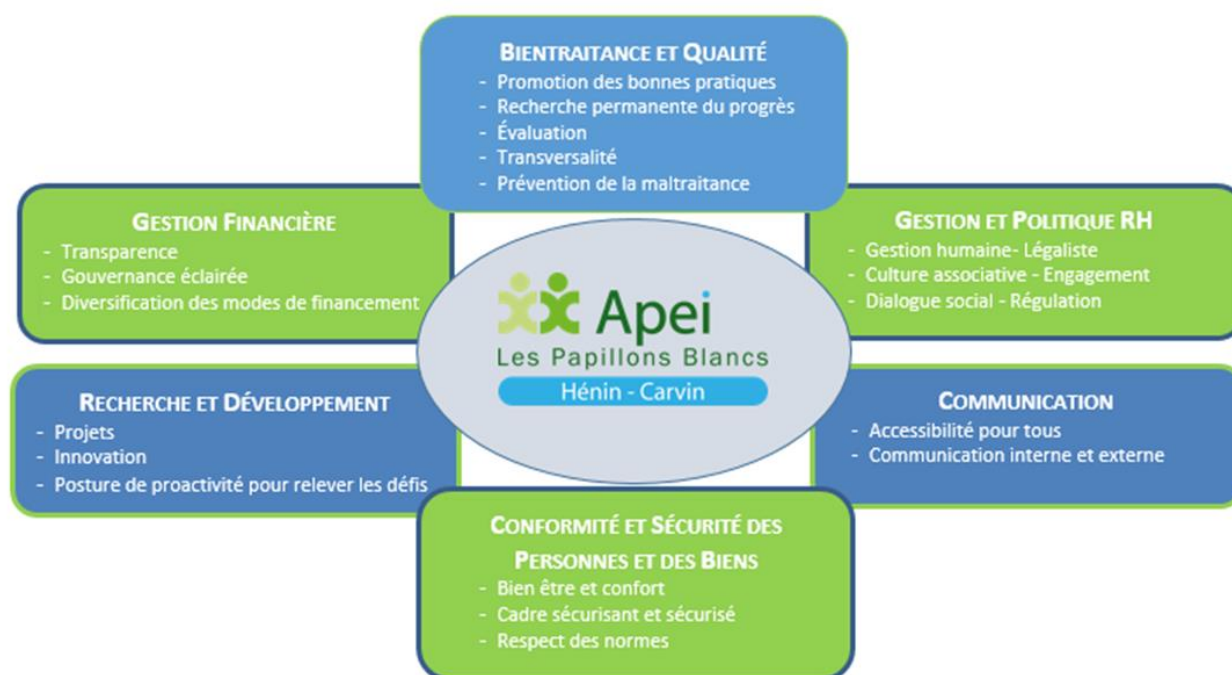 BIENTRAITANCE ET QUALITÉ
- Promotion des bonnes pratiques
- Recherche permanente du progrès
- Évaluation
- Transversalité
- Prévention de la maltraitance
GESTION FINANCIÈRE
- Transparence
- Gouvernance éclairée
- Diversification des modes de financement
GESTION ET POLITIQUE RH
- Gestion humaine- Légaliste
- Culture associative - Engagement
- Dialogue social - Régulation
Apei
Les Papillons Blancs
Hénin - Carvin
RECHERCHE ET DÉVELOPPEMENT
- Projets
- Innovation
- Posture de proactivité pour relever les défis
COMMUNICATION
- Accessibilité pour tous
- Communication interne et externe
CONFORMITÉ ET SÉCURITÉ DES
PERSONNES ET DES BIENS
- Bien être et confort
- Cadre sécurisant et sécurisé
- Respect des normes